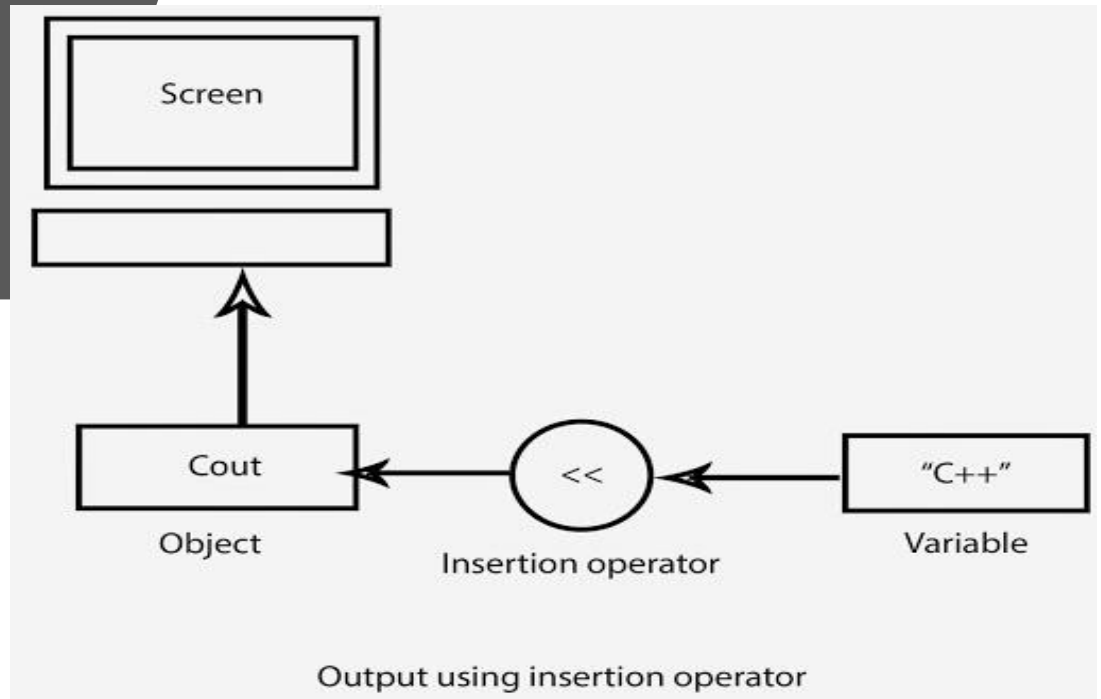 Screen
Cout
<<
“C++”
Object
Insertion operator
Variable
Output using insertion operator